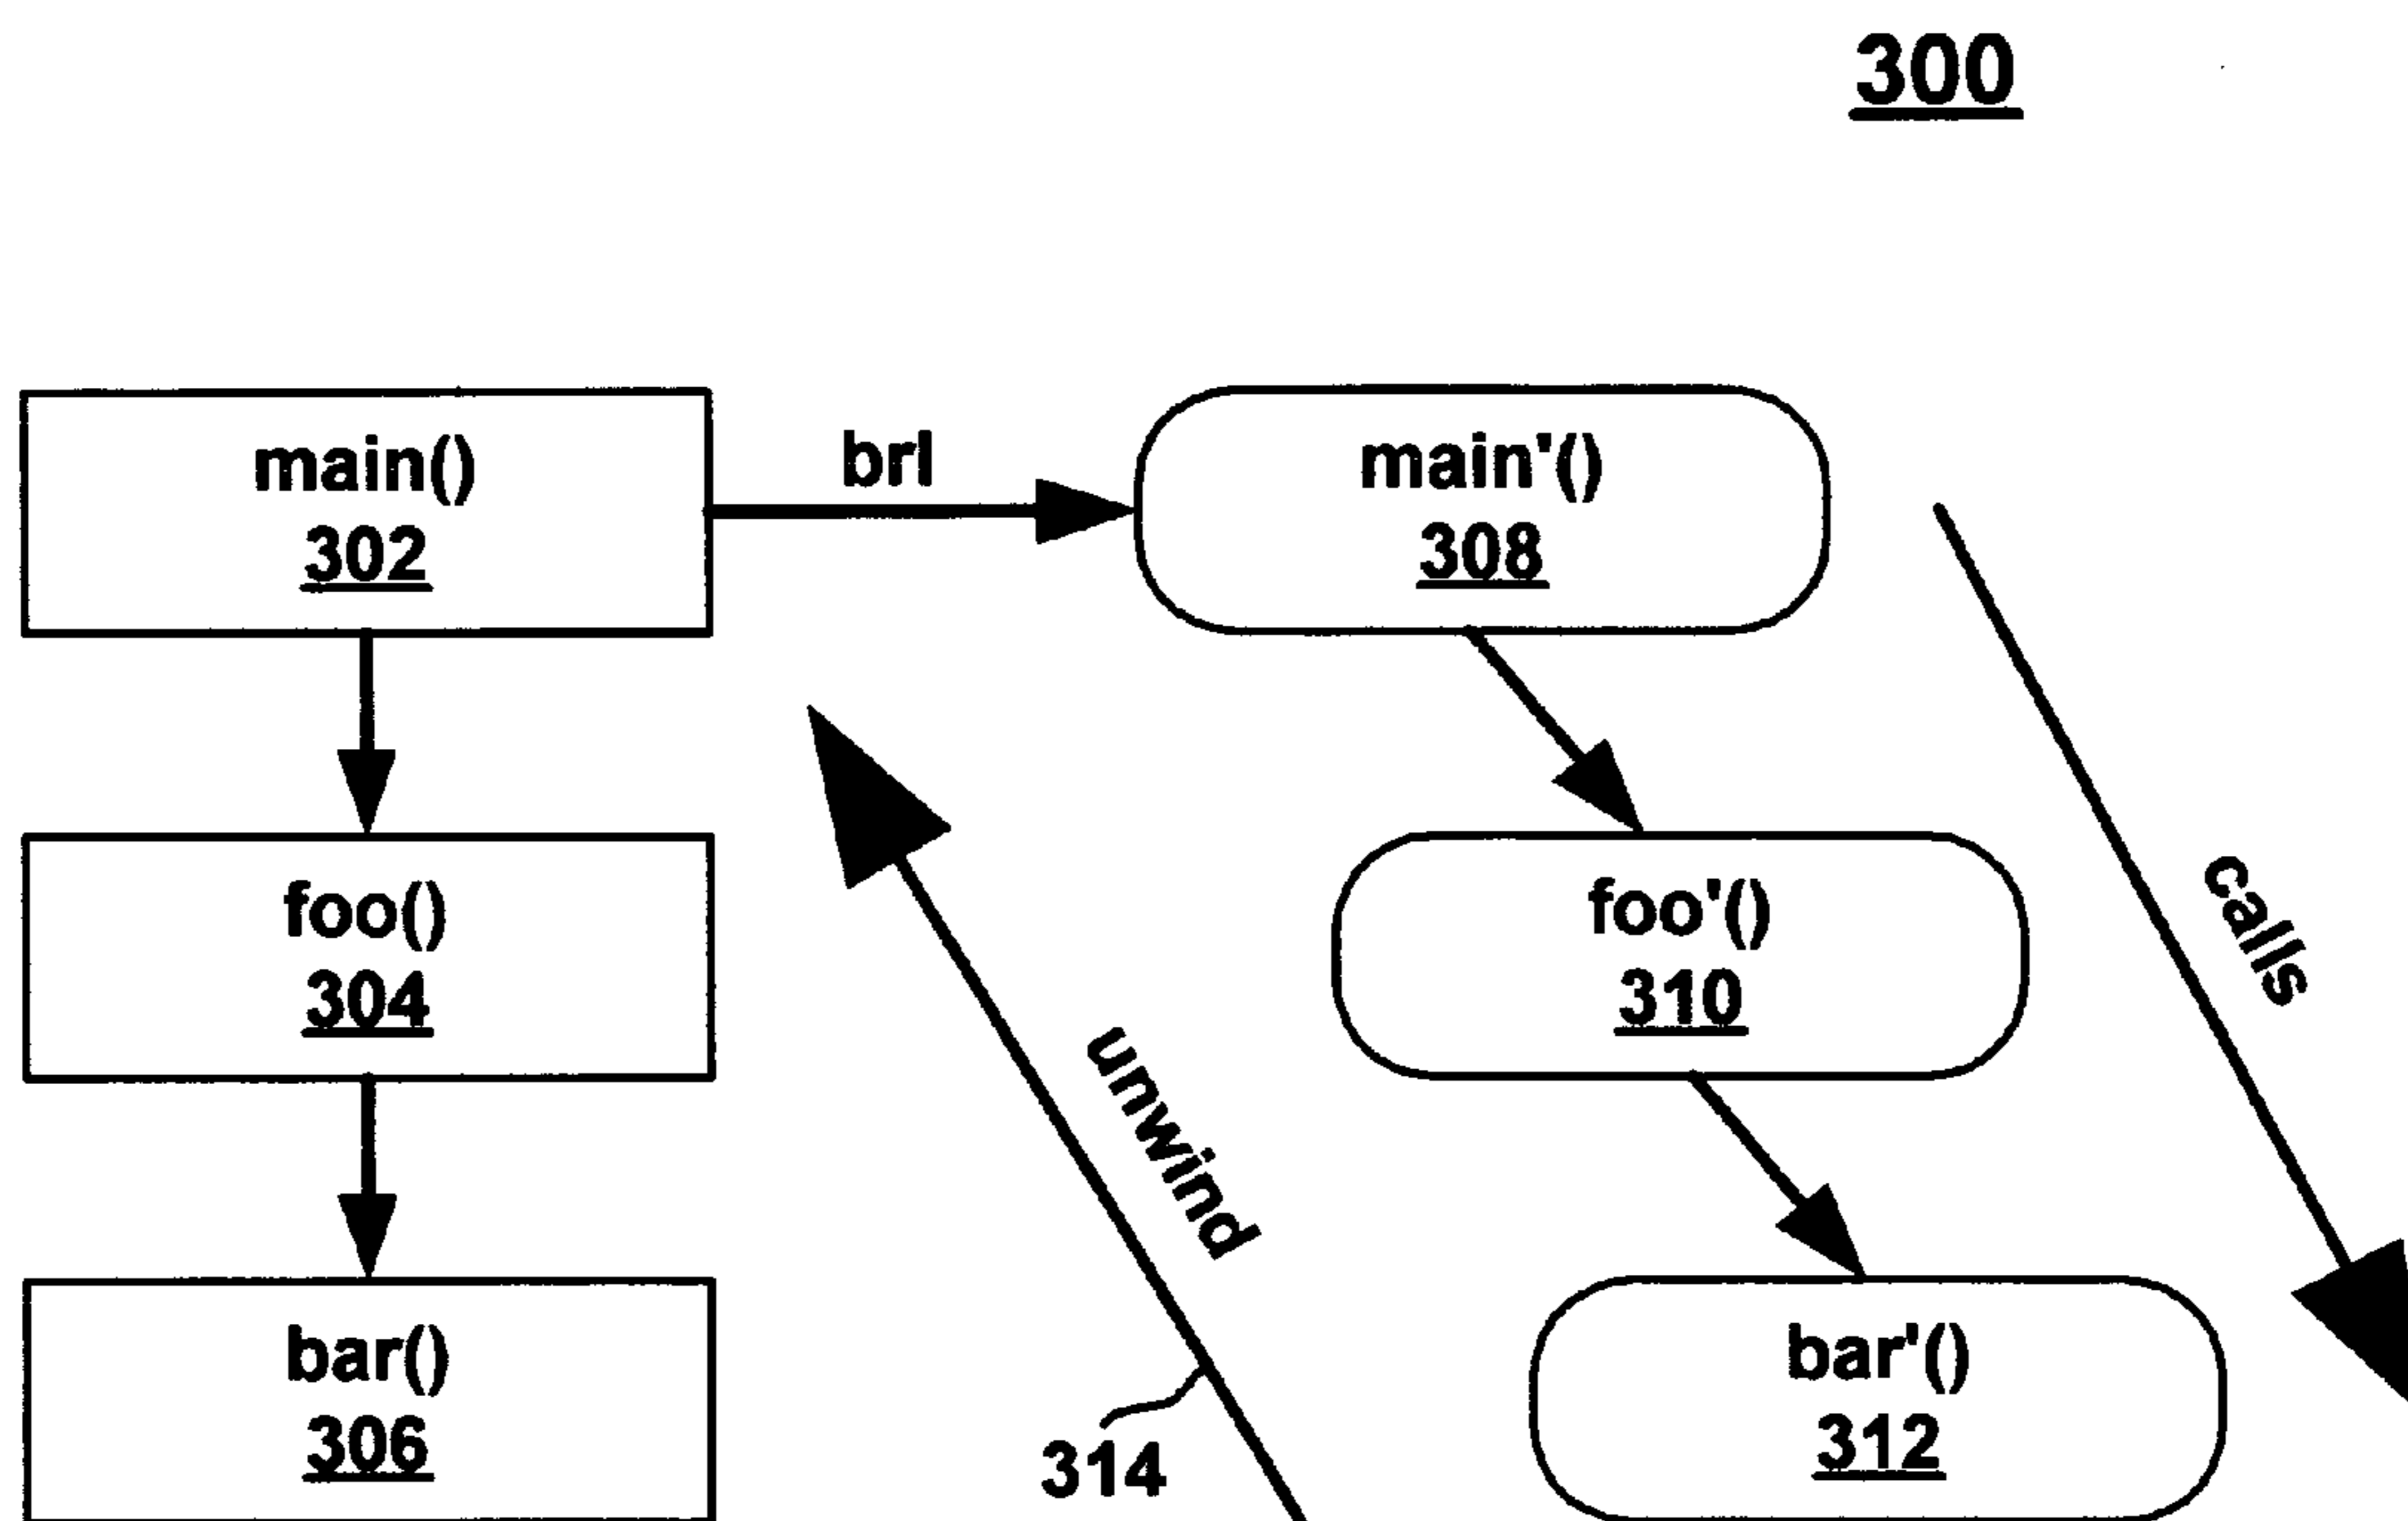 300
main()
302
brl
main'()
308
foo()
304
foo'()
310
calls
unwind
bar()
306
314
bar'()
312